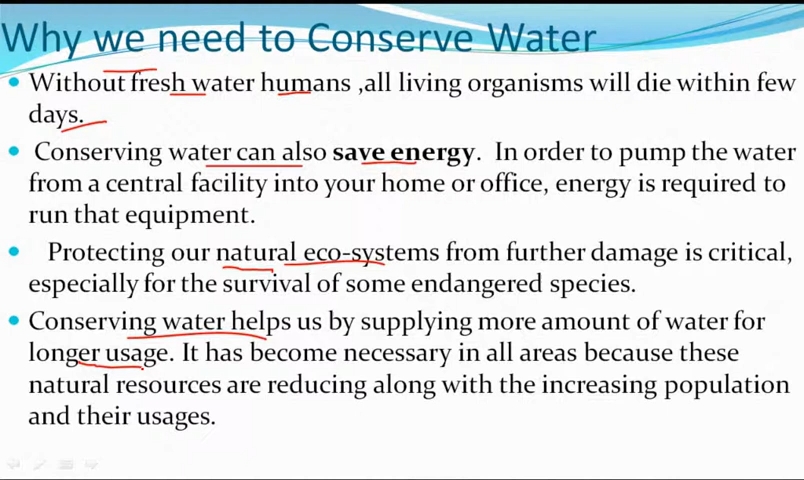 Why we need to Conserve Water
• Without fresh water humans ,all living organisms will die within few
days.
• Conserving water can also save energy. In order to pump the water
from a central facility into your home or office, energy is required to
run that equipment.
• Protecting our natural eco-systems from further damage is critical,
especially for the survival of some endangered species.
• Conserving water helps us by supplying more amount of water for
longer usage. It has become necessary in all areas because these
natural resources are reducing along with the increasing population
and their usages.